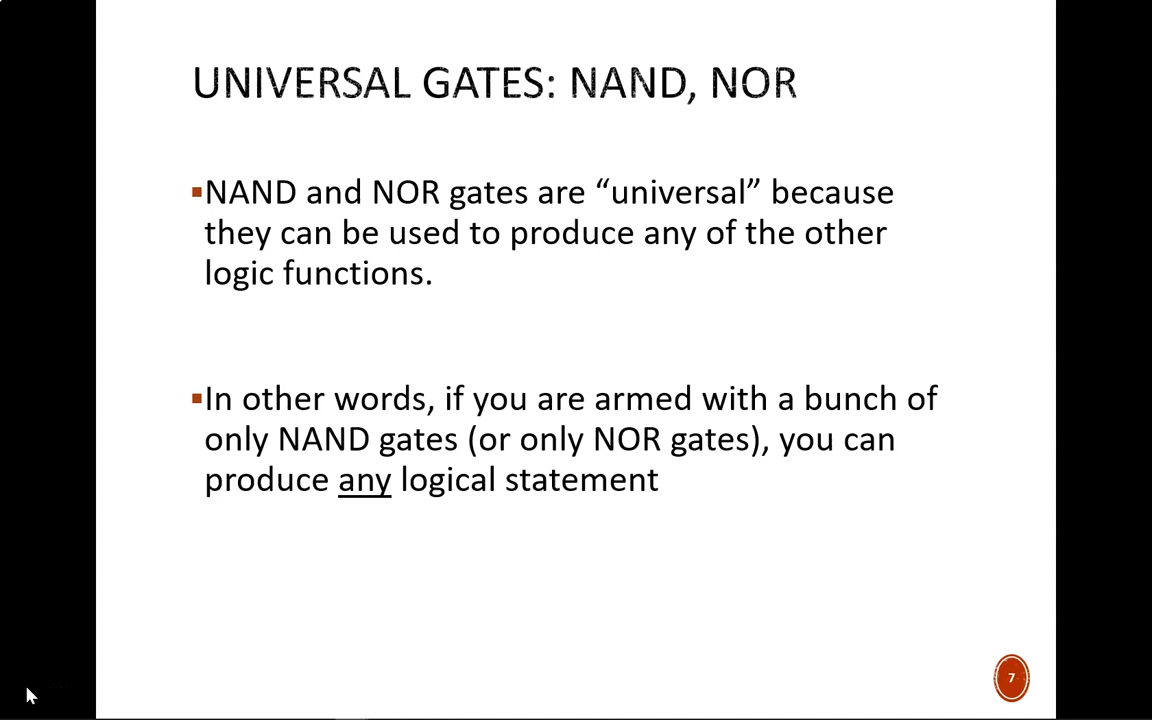 UNIVERSAL GATES: NAND, NOR
▪NAND and NOR gates are “universal” because
they can be used to produce any of the other
logic functions.
▪In other words, if you are armed with a bunch of
only NAND gates (or only NOR gates), you can
produce any logical statement
7